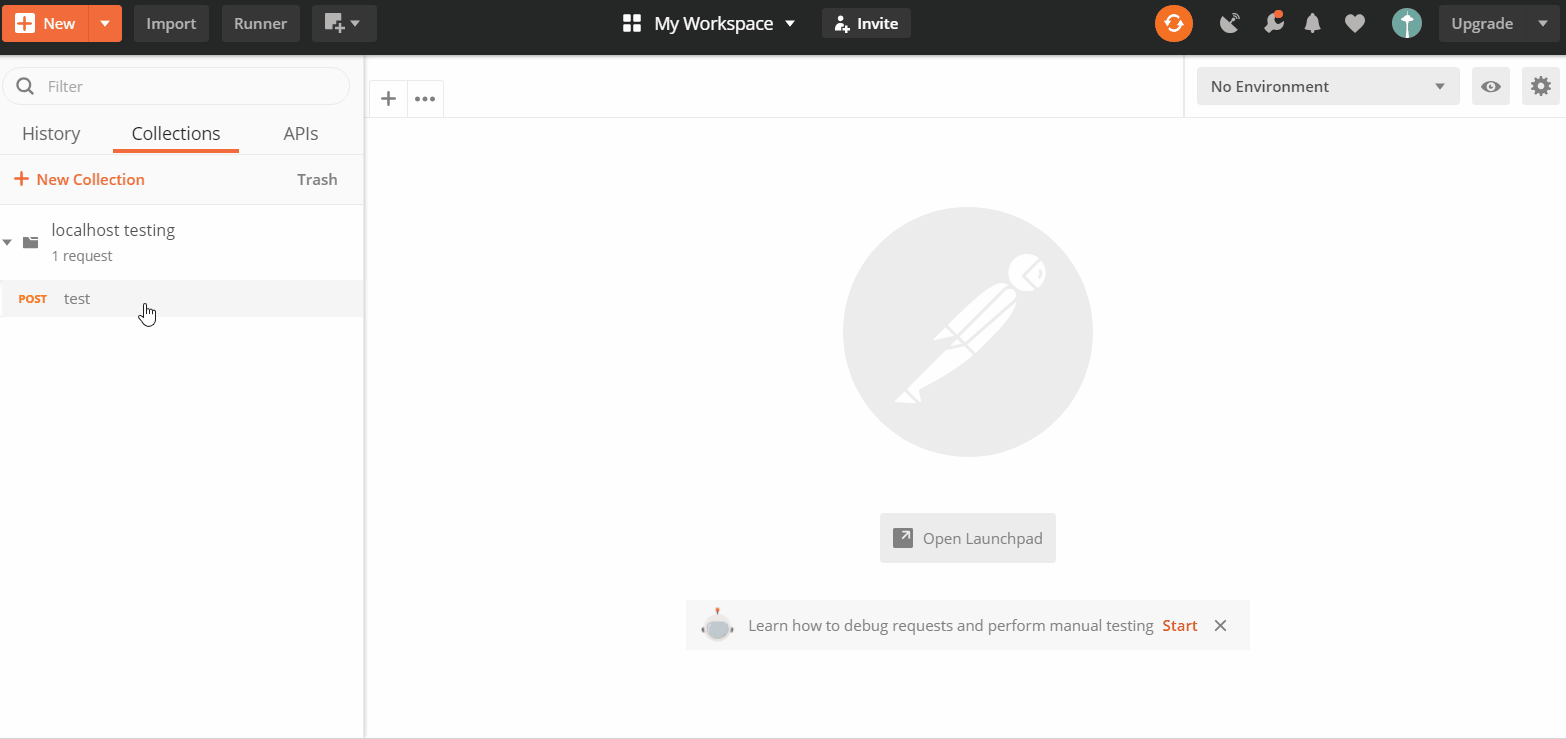 New Import Runner My Workspace Invite Upgrade
Filter
No Environment
History Collections APIs
New Collection Trash
localhost testing
1 request
POST test
Open Launchpad
Learn how to debug requests and perform manual testing Start